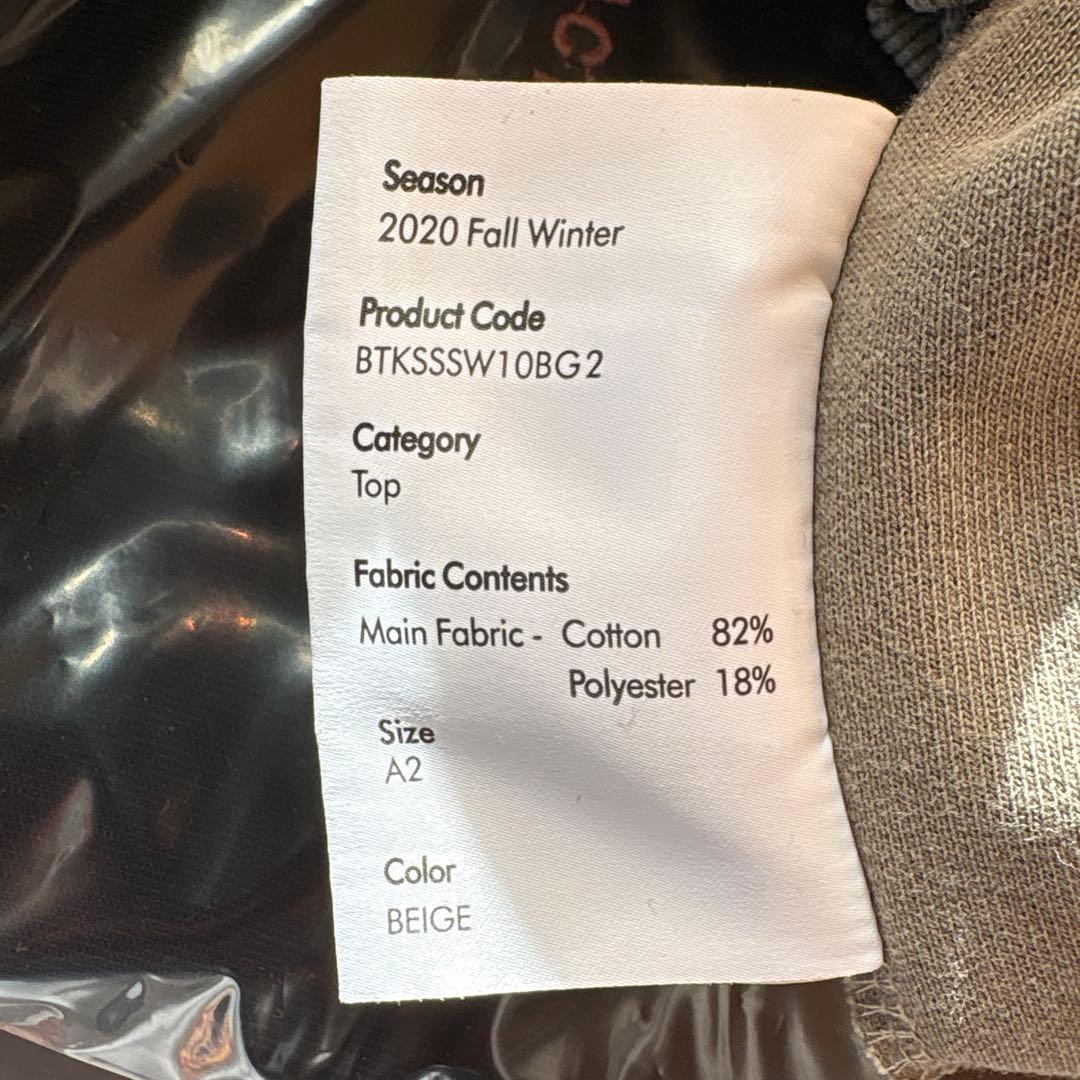 Season
2020 Fall Winter
Product Code
BTKSSSW10BG2
Category
Top
Fabric Contents
Main Fabric - Cotton 82%
Polyester 18%
Size
A2
Color
BEIGE